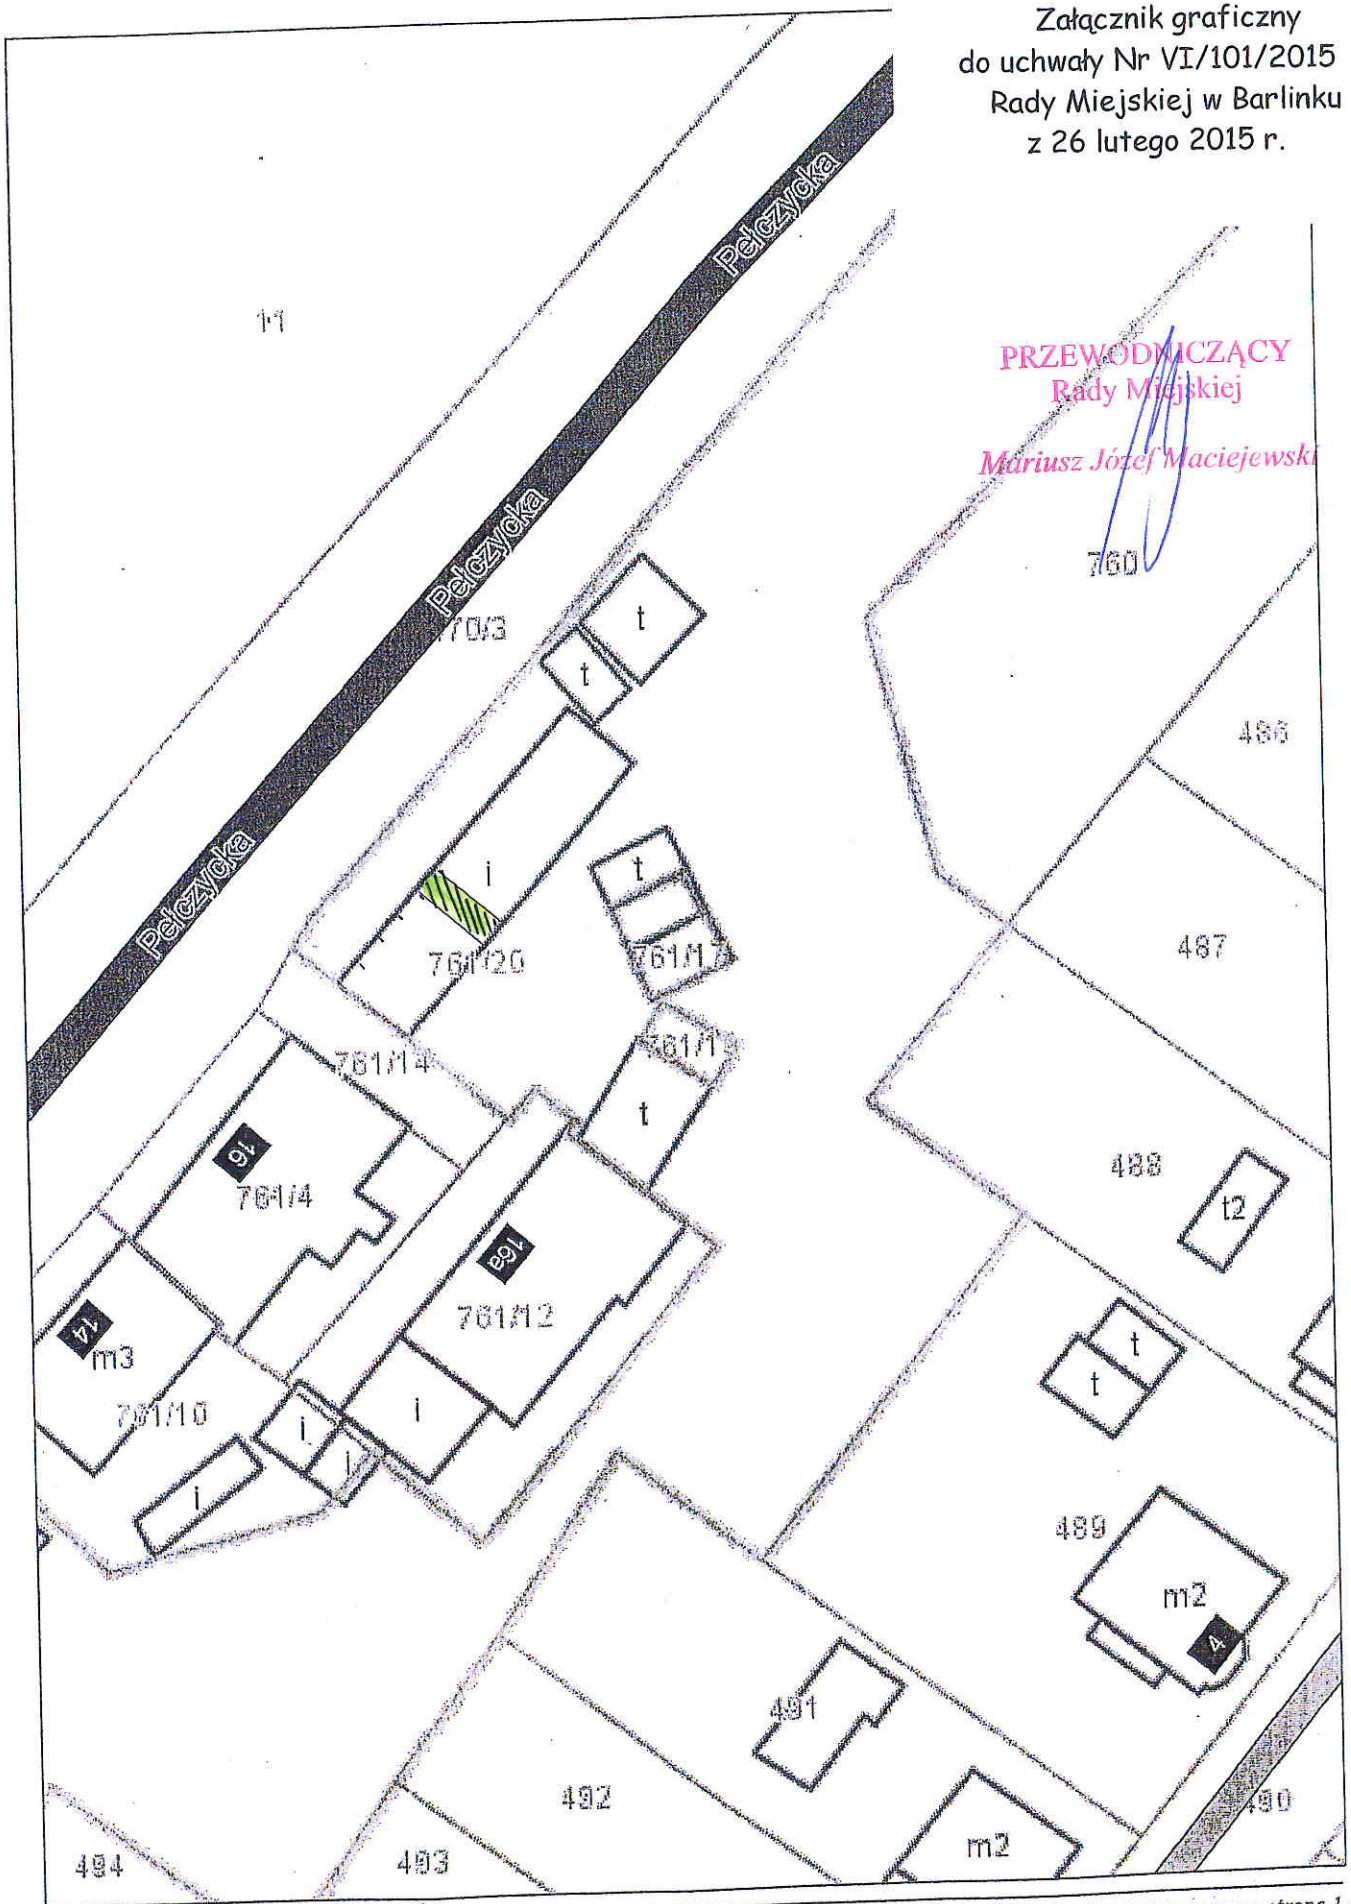 Załącznik graficzny
do uchwały Nr VI/101/2015
Rady Miejskiej w Barlinku
z 26 lutego 2015 r.
Pełczycka
11
PRZEWODNICZĄCY
Rady Miejskiej
Mariusz Józef Maciejewski
760
Pełczycka
70/3
t
t
486
Pełczycka
i
t
487
761/20
761/17
761/14
761/1
t
16
761/4
488
t2
16a
761/12
14
m3
t
t
761/10
i
i
i
i
489
m2
4
491
492
490
m2
494
493
strona 1